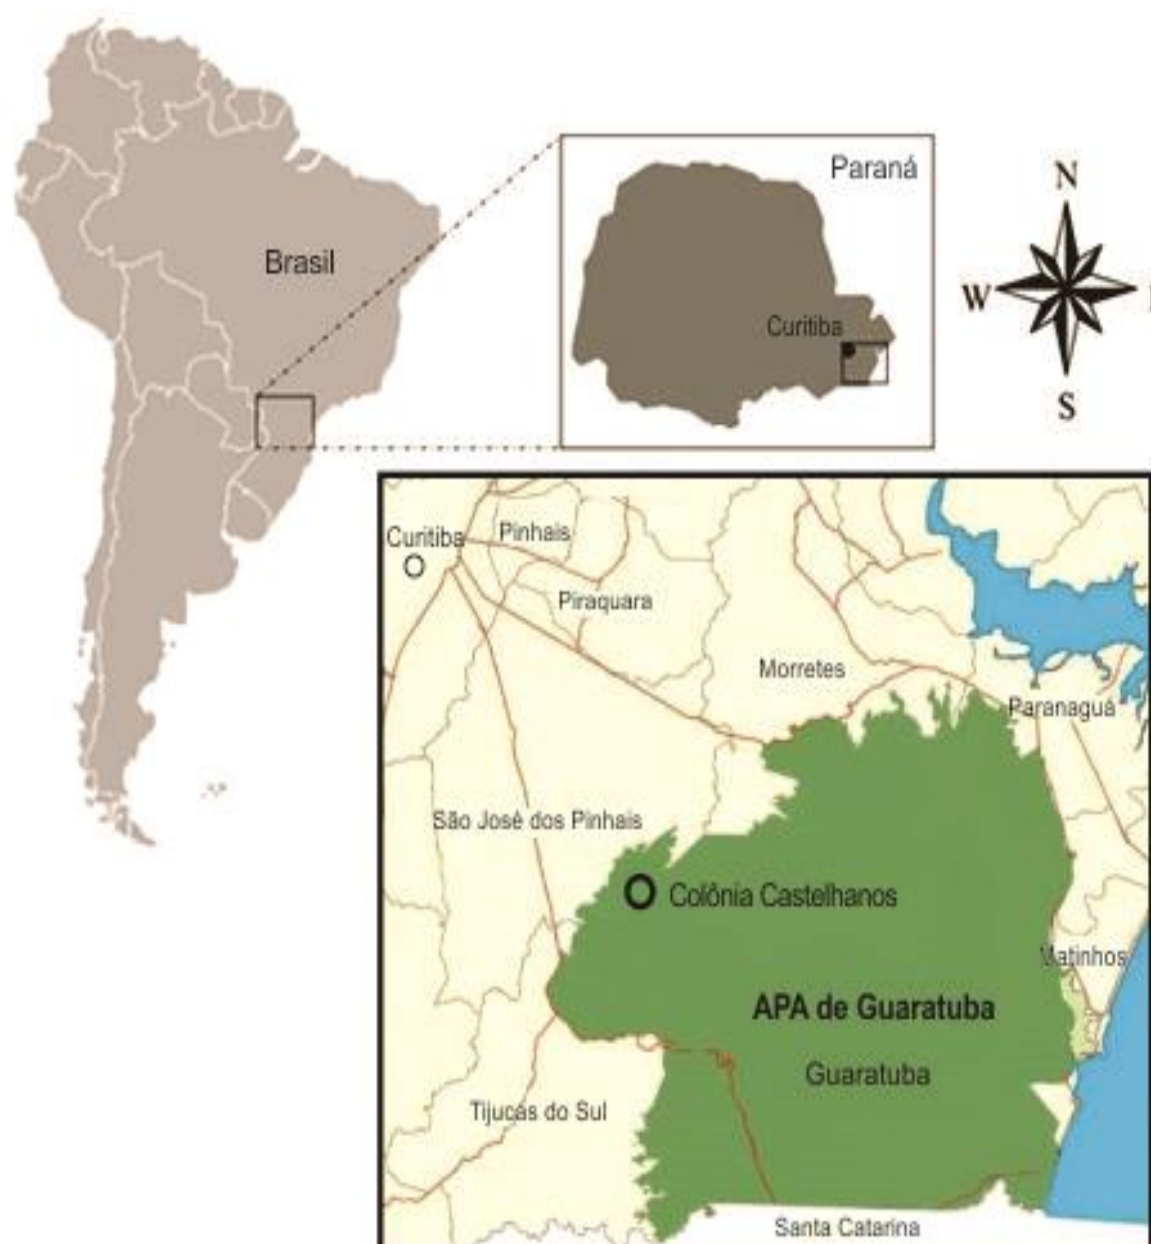 Paraná
N
Brasil
W
Curitiba
S
Curitiba
Pinhais
Piraquara
Morretes
Paranaguá
São José dos Pinhais
Colônia Castelhanos
Matinhos
APA de Guaratuba
Guaratuba
Tijucas do Sul
Santa Catarina